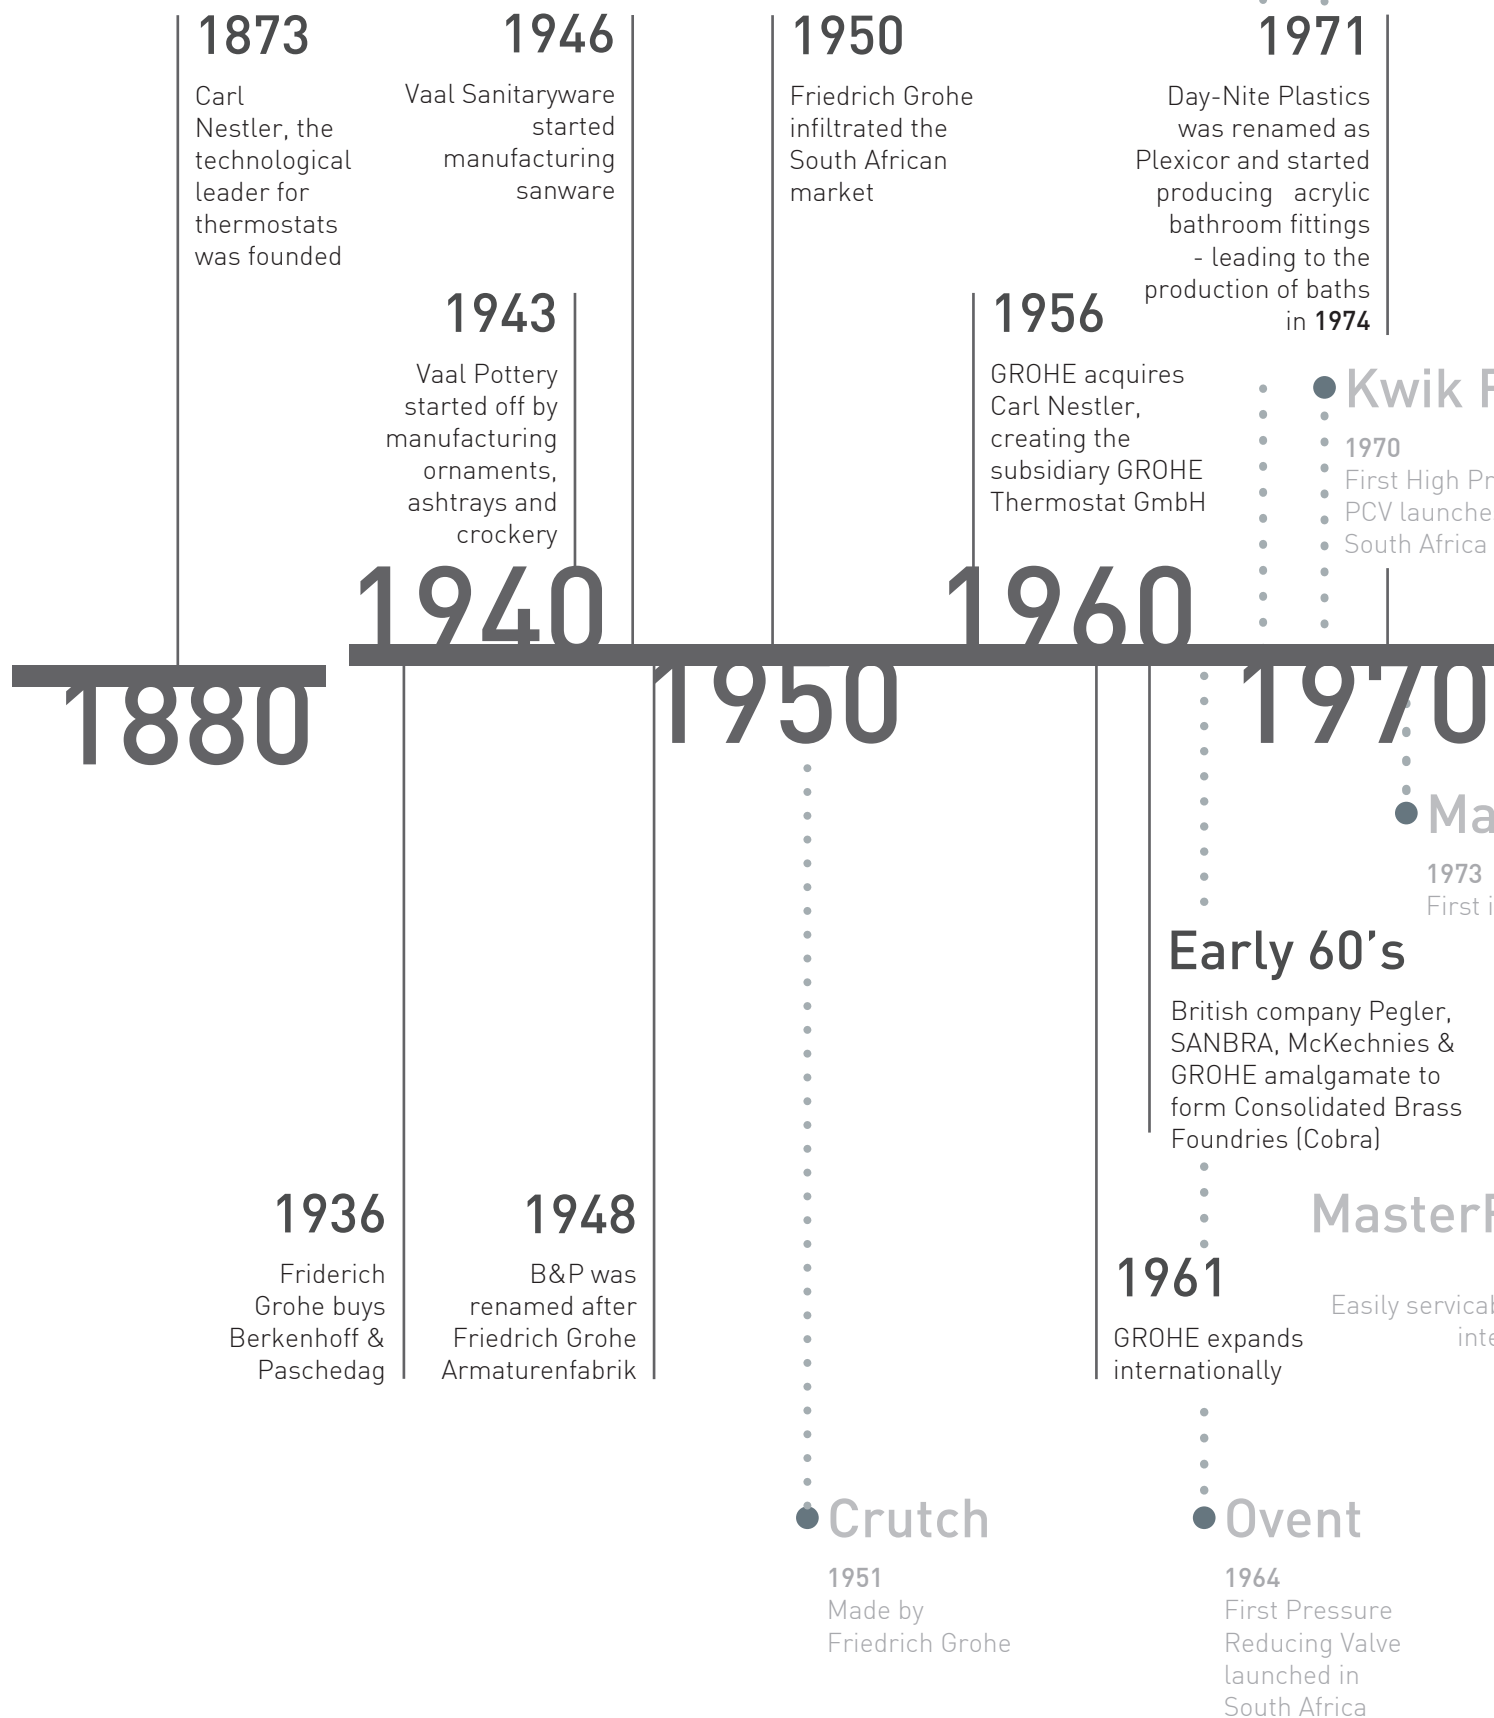 1873
Carl
Nestler, the
technological
leader for
thermostats
was founded
1946
Vaal Sanitaryware
started
manufacturing
sanware
1950
Friedrich Grohe
infiltrated the
South African
market
1971
Day-Nite Plastics
was renamed as
Plexicor and started
producing acrylic
bathroom fittings
- leading to the
production of baths
in 1974
1943
Vaal Pottery
started off by
manufacturing
ornaments,
ashtrays and
crockery
1956
GROHE acquires
Carl Nestler,
creating the
subsidiary GROHE
Thermostat GmbH
Kwik
1970
First High
PCV
South Africa
1940
1960
1880
1950
1970
1973
First
Early 60's
British company Pegler,
SANBRA, McKechnies &
GROHE amalgamate to
form Consolidated Brass
Foundries (Cobra)
1936
Friderich
Grohe buys
Berkenhoff &
Paschedag
1948
B&P was
renamed after
Friedrich Grohe
Armaturenfabrik
1961
GROHE expands
internationally
Easily
Crutch
1951
Made by
Friedrich Grohe
Ovent
1964
First Pressure
Reducing Valve
launched in
South Africa